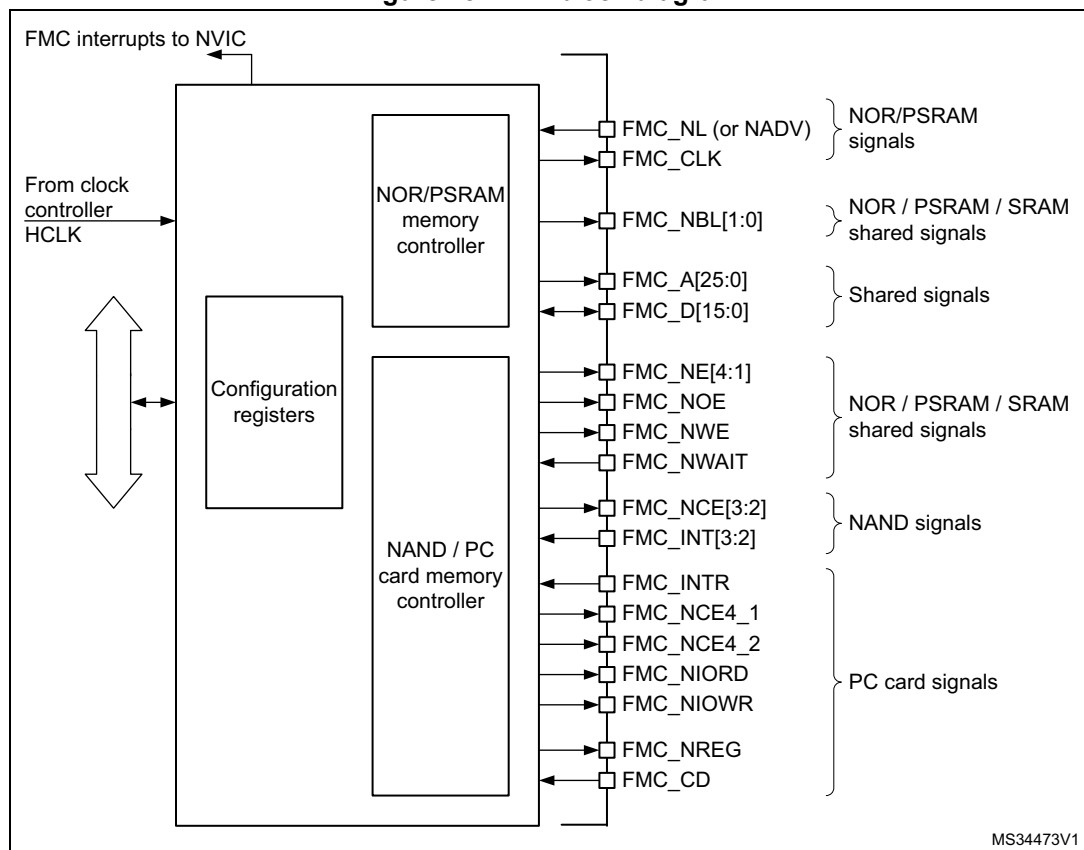 FMC interrupts to NVIC
From clock
controller
HCLK
Configuration
registers
NOR/PSRAM
memory
controller
NAND / PC
card memory
controller
FMC_NL (or NADV)
FMC_CLK
NOR/PSRAM
signals
FMC_NBL[1:0]
NOR / PSRAM / SRAM
shared signals
FMC_A[25:0]
FMC_D[15:0]
Shared signals
FMC_NE[4:1]
FMC_NOE
FMC_NWE
FMC_NWAIT
NOR / PSRAM / SRAM
shared signals
FMC_NCE[3:2]
FMC_INT[3:2]
NAND signals
FMC_INTR
FMC_NCE4_1
FMC_NCE4_2
FMC_NIORD
FMC_NIOWR
FMC_NREG
FMC_CD
PC card signals
MS34473V1